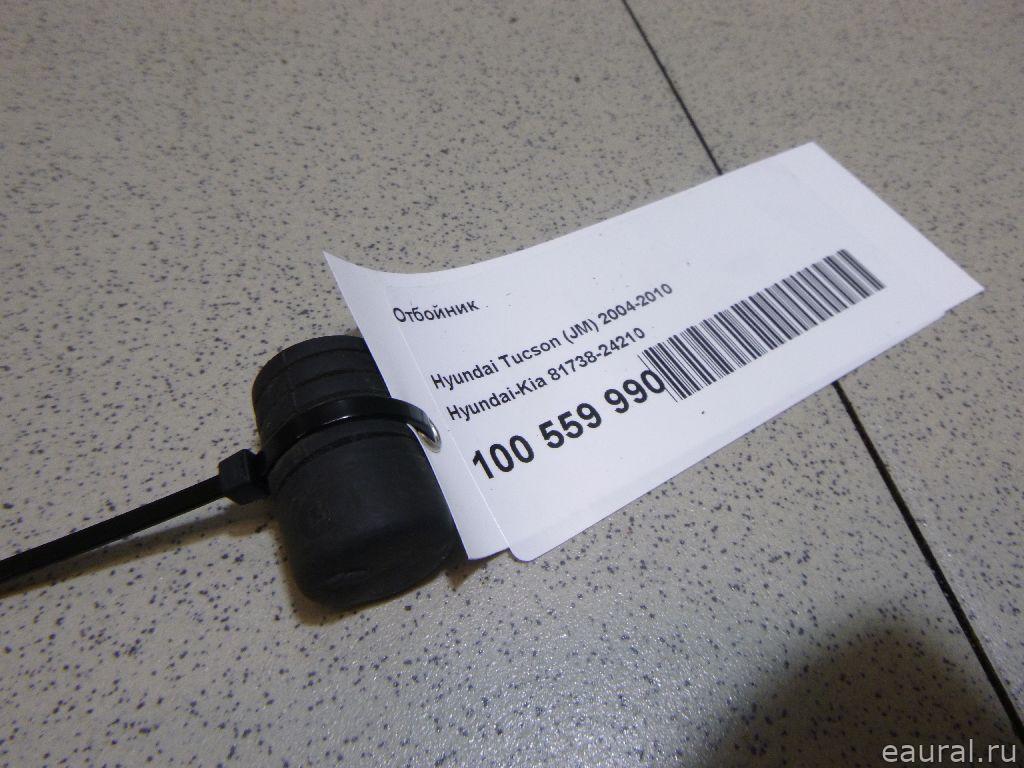 Отбойник
Hyundai Tucson (JM) 2004-2010
Hyundai-Kia 81738-24210
100 559 990
eaural.ru